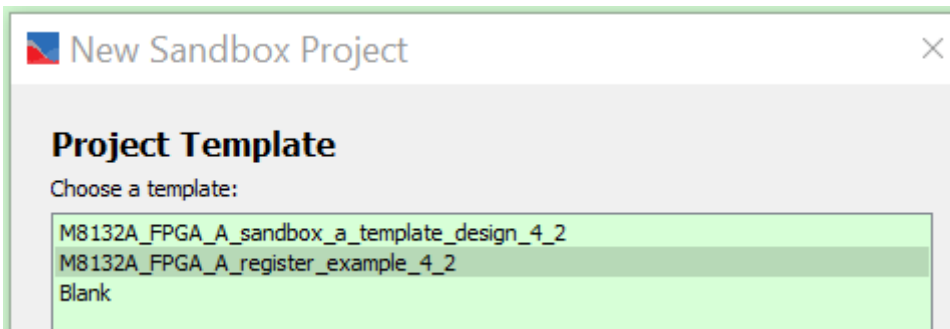 New Sandbox Project
Project Template
Choose a template:
M8132A_FPGA_A_sandbox_a_template_design_4_2
M8132A_FPGA_A_register_example_4_2
Blank